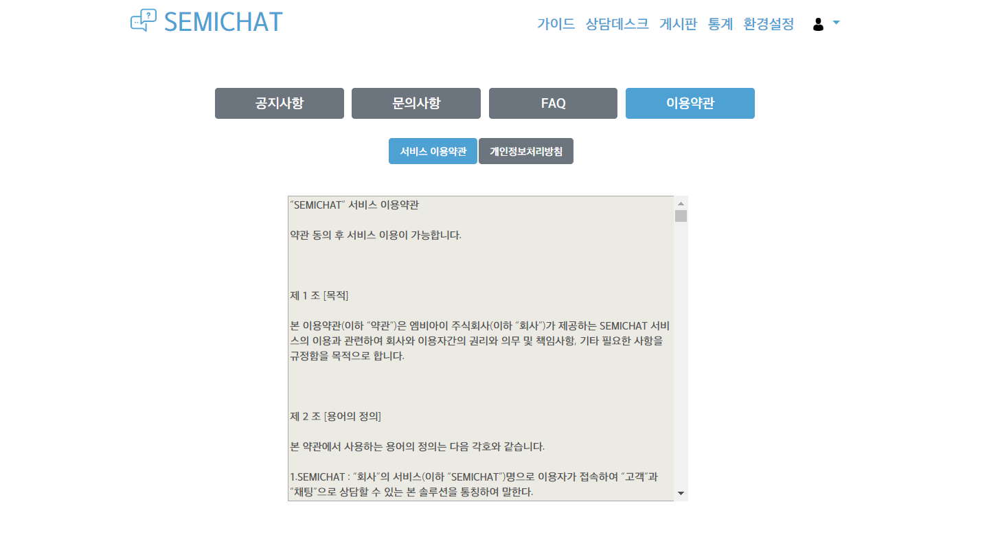 SEMICHAT
가이드 상담데스크 게시판 통계 환경설정
공지사항 문의사항 FAQ 이용약관
서비스 이용약관 개인정보처리방침
“SEMICHAT” 서비스 이용약관
약관 동의 후 서비스 이용이 가능합니다.
제 1 조 [목적]
본 이용약관(이하 “약관”)은 엠비아이 주식회사(이하 “회사”)가 제공하는 SEMICHAT 서비
스의 이용과 관련하여 회사와 이용자간의 권리와 의무 및 책임사항, 기타 필요한 사항을
규정함을 목적으로 합니다.
제 2 조 [용어의 정의]
본 약관에서 사용하는 용어의 정의는 다음 각호와 같습니다.
1.SEMICHAT : “회사”의 서비스(이하 “SEMICHAT”)명으로 이용자가 접속하여 “고객”과
“채팅”으로 상담할 수 있는 본 솔루션을 통칭하여 말한다.